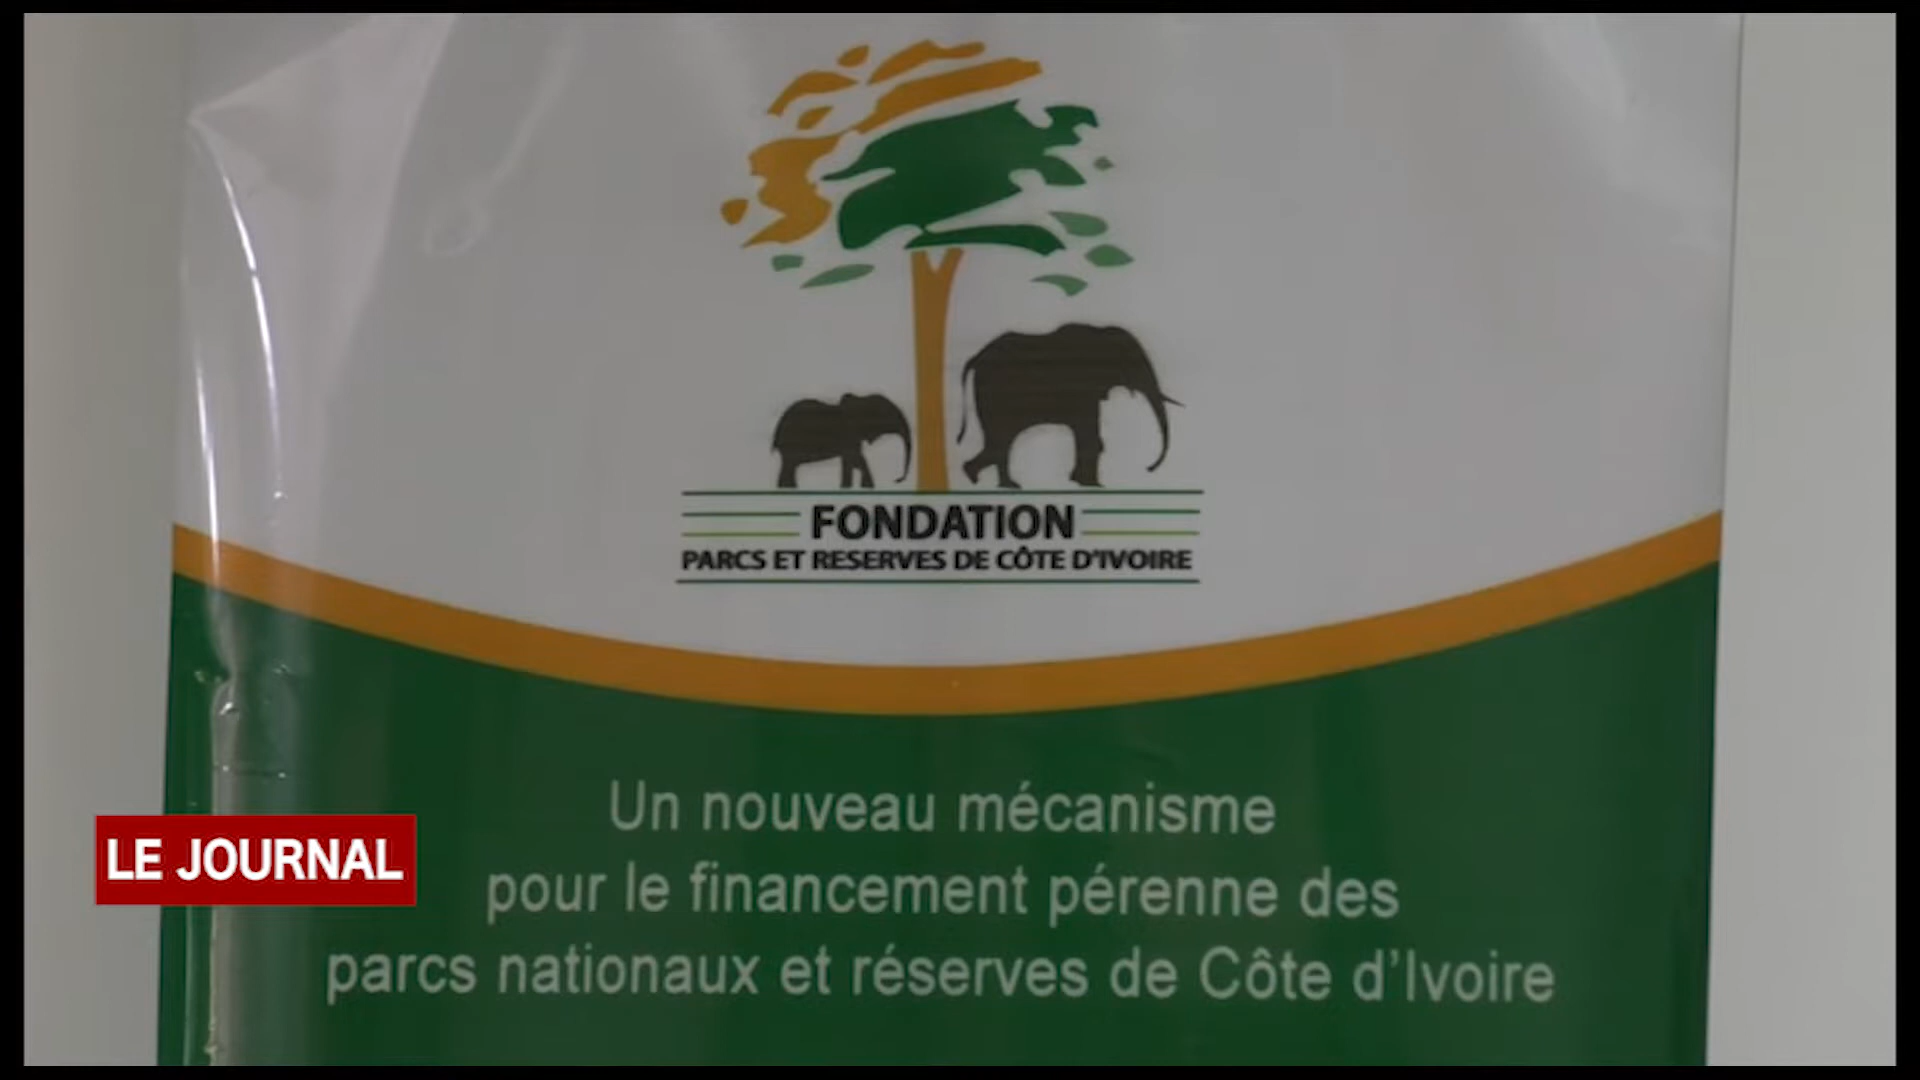 FONDATION
PARCS ET RESERVES DE CÔTE D'IVOIRE
Un nouveau mécanisme
pour le financement pérenne des
parcs nationaux et réserves de Côte d'Ivoire
LE JOURNAL